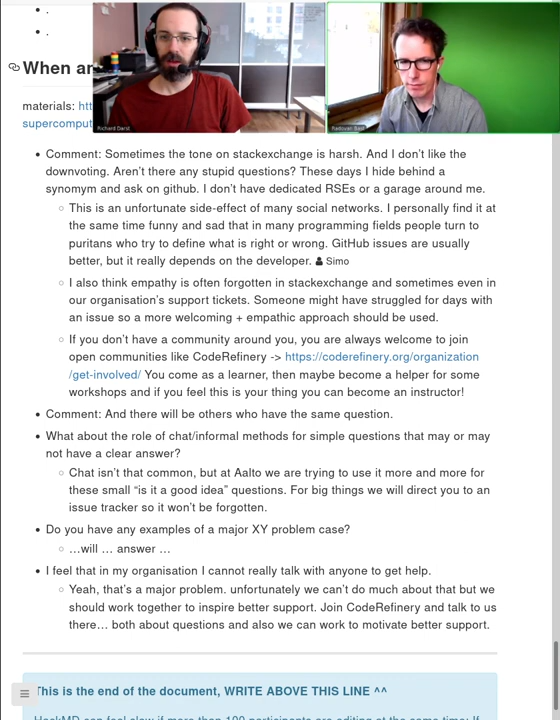 When an
materials: htt
supercomput
Richard Darst
Comment: Sometimes the tone on stackexchange is harsh. And I don't like the
downvoting. Aren't there any stupid questions? These days I hide behind a
synomym and ask on github. I don't have dedicated RSEs or a garage around me.
This is an unfortunate side-effect of many social networks. I personally find it at
the same time funny and sad that in many programming fields people turn to
puritans who try to define what is right or wrong. GitHub issues are usually
better, but it really depends on the developer. Simo
I also think empathy is often forgotten in stackexchange and sometimes even in
our organisation's support tickets. Someone might have struggled for days with
an issue so a more welcoming + empathic approach should be used.
If you don't have a community around you, you are always welcome to join
open communities like CodeRefinery -> https://coderefinery.org/organization
/get-involved/ You come as a learner, then maybe become a helper for some
workshops and if you feel this is your thing you can become an instructor!
Comment: And there will be others who have the same question.
What about the role of chat/informal methods for simple questions that may or may
not have a clear answer?
Chat isn't that common, but at Aalto we are trying to use it more and more for
these small “is it a good idea” questions. For big things we will direct you to an
issue tracker so it won't be forgotten.
Do you have any examples of a major XY problem case?
…will … answer …
I feel that in my organisation I cannot really talk with anyone to get help.
Yeah, that's a major problem. unfortunately we can't do much about that but we
should work together to inspire better support. Join CodeRefinery and talk to us
there… both about questions and also we can work to motivate better support.
This is the end of the document, WRITE ABOVE THIS LINE ^^